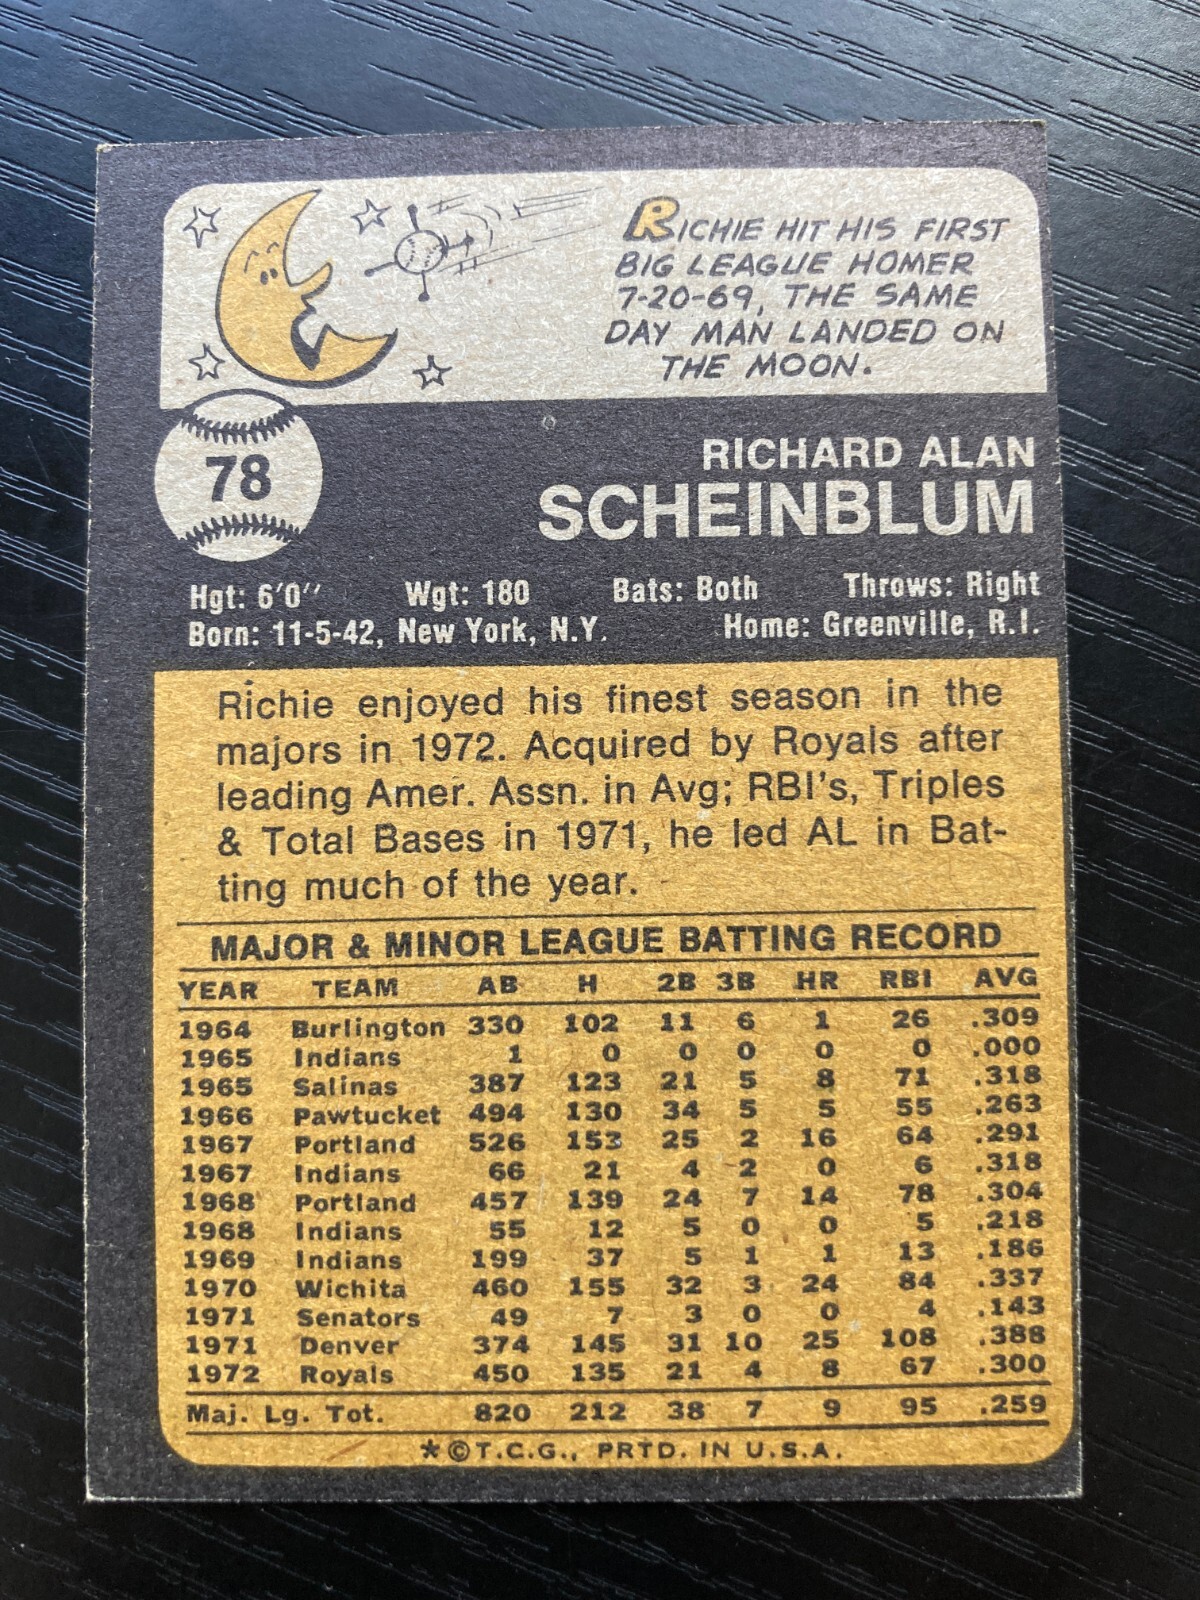 RICHIE HIT HIS FIRST
BIG LEAGUE HOMER
7-20-69, THE SAME
DAY MAN LANDED ON
THE MOON.
78
RICHARD ALAN
SCHEINBLUM
Hgt: 6'0'' Wgt: 180 Bats: Both Throws: Right
Born: 11-5-42, New York, N.Y. Home: Greenville, R.I.
Richie enjoyed his finest season in the
majors in 1972. Acquired by Royals after
leading Amer. Assn. in Avg; RBI's, Triples
& Total Bases in 1971, he led AL in Bat-
ting much of the year.
MAJOR & MINOR LEAGUE BATTING RECORD
YEAR TEAM AB H 2B 3B HR RBI AVG
1964 Burlington 330 102 11 6 1 26 .309
1965 Indians 1 0 0 0 0 0 .000
1965 Salinas 387 123 21 5 8 71 .318
1966 Pawtucket 494 130 34 5 5 55 .263
1967 Portland 526 153 25 2 16 64 .291
1967 Indians 66 21 4 2 0 6 .318
1968 Portland 457 139 24 7 14 78 .304
1968 Indians 55 12 5 0 0 5 .218
1969 Indians 199 37 5 1 1 13 .186
1970 Wichita 460 155 32 3 24 84 .337
1971 Senators 49 7 3 0 0 4 .143
1971 Denver 374 145 31 10 25 108 .388
1972 Royals 450 135 21 4 8 67 .300
Maj. Lg. Tot. 820 212 38 7 9 95 .259
*©T.C.G., PRTD. IN U.S.A.